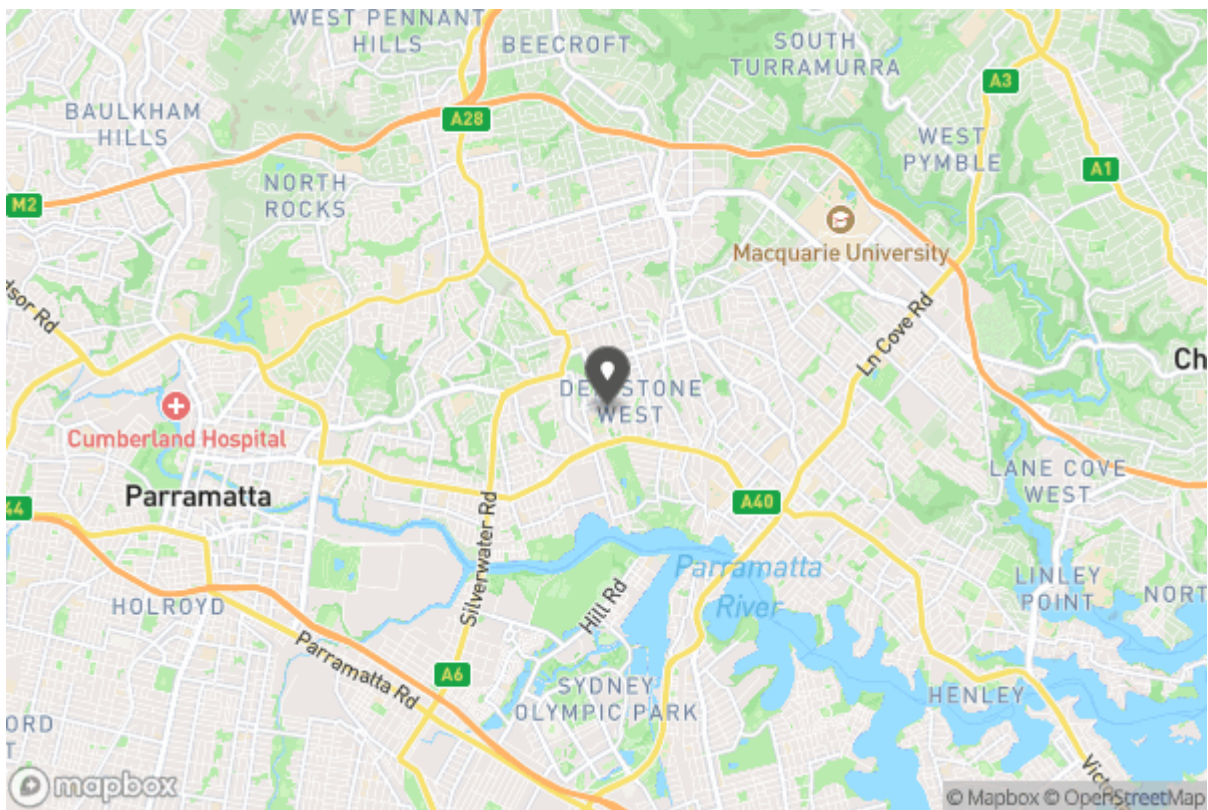 WEST PENNANT
HILLS
BEECROFT
SOUTH
TURRAMURRA
A3
BAULKHAM
HILLS
A28
WEST
PYMBLE
A1
NORTH
ROCKS
M2
Macquarie University
Rd
Ln Cove Rd
Ch
WEST
Cumberland Hospital
LANE COVE
WEST
Parramatta
A40
44
Silverwater Rd
Parramatta
River
LINLEY
POINT
NORT
HOLROYD
Hill Rd
Parramatta Rd
A6
SYDNEY
OLYMPIC PARK
HENLEY
ORD
T
mapbox
© Mapbox © OpenStreetMap